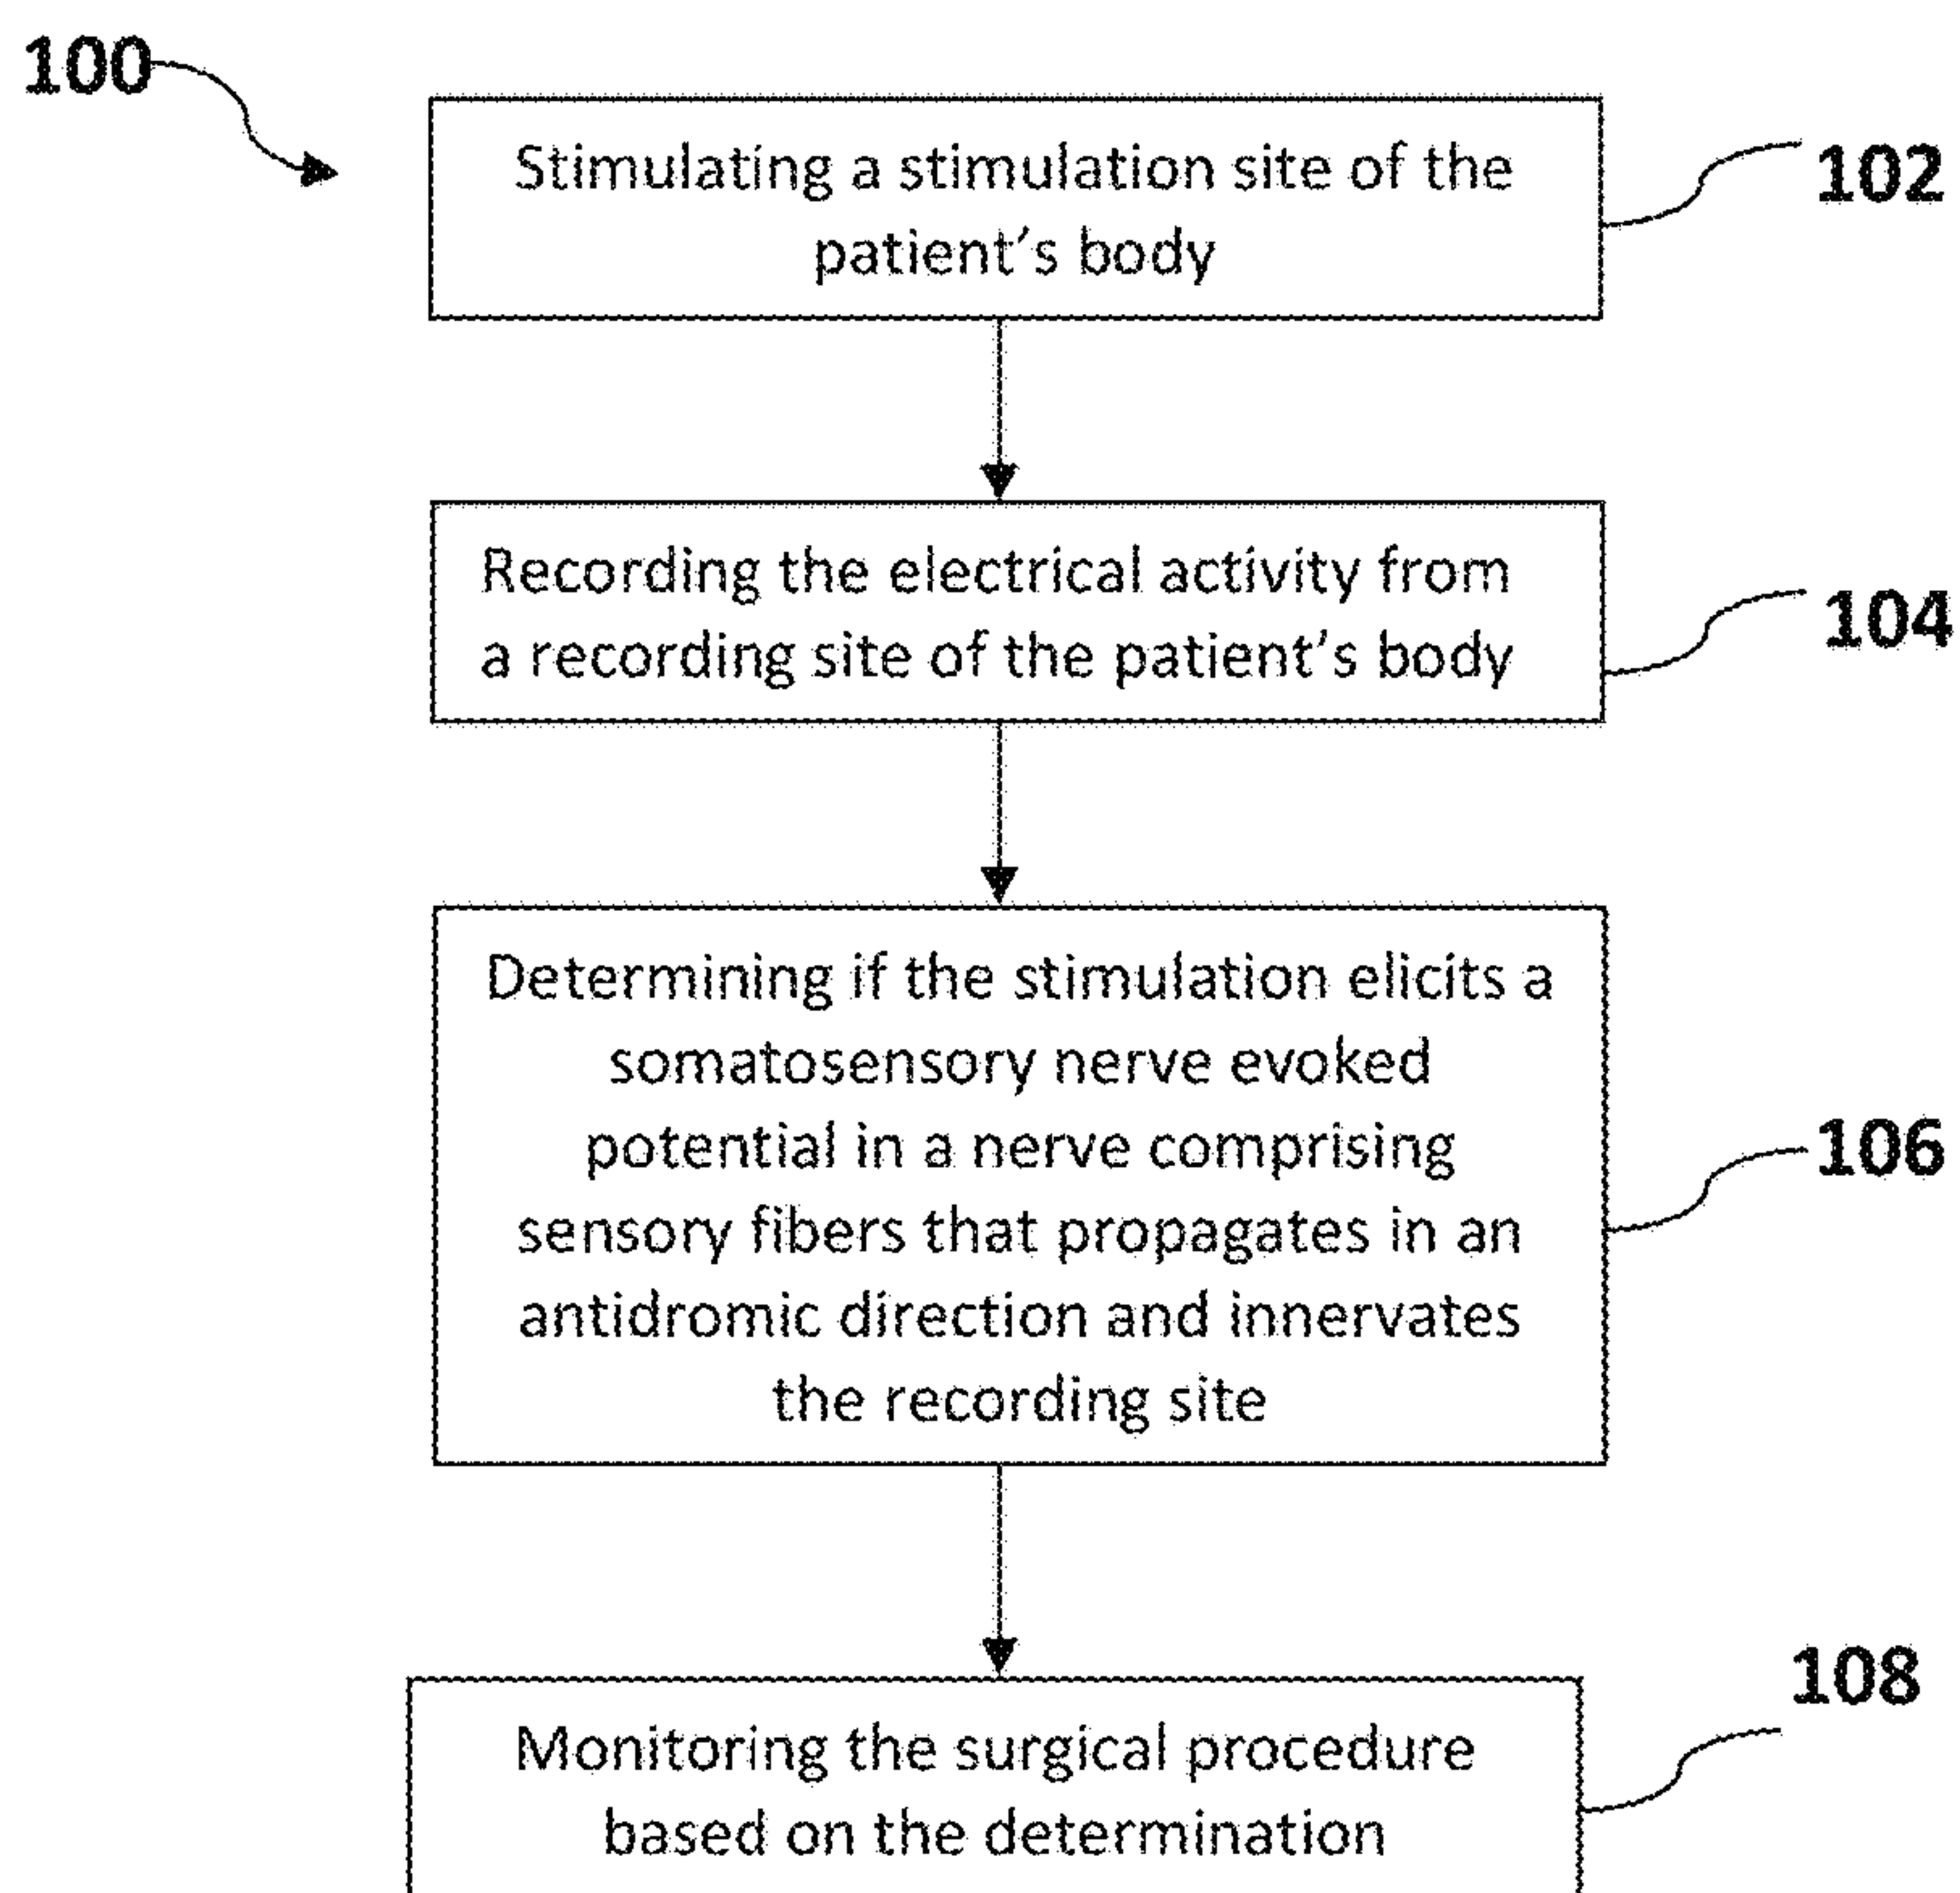 100
Stimulating a stimulation site of the
patient's body
102
Recording the electrical activity from
a recording site of the patient's body
104
Determining if the stimulation elicits a
somatosensory nerve evoked
potential in a nerve comprising
sensory fibers that propagates in an
antidromic direction and innervates
the recording site
106
Monitoring the surgical procedure
based on the determination
108